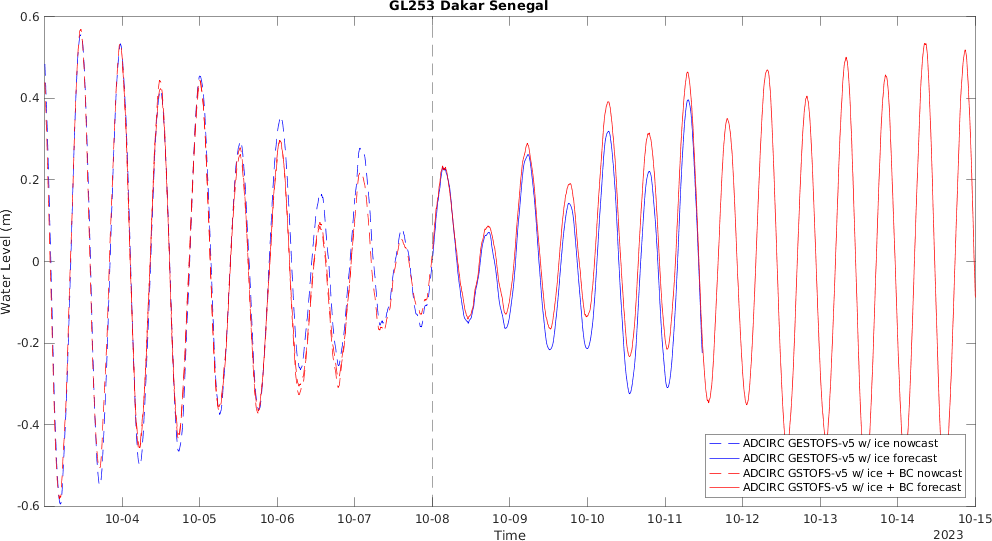 GL253 Dakar Senegal
0.6
0.4
0.2
0
-0.2
-0.4
-0.6
Water Level (m)
ADCIRC GESTOFS-v5 w/ ice nowcast
ADCIRC GESTOFS-v5 w/ ice forecast
ADCIRC GSTOFS-v5 w/ ice + BC nowcast
ADCIRC GSTOFS-v5 w/ ice + BC forecast
10-04 10-05 10-06 10-07 10-08 10-09 10-10 10-11 10-12 10-13 10-14 10-15
Time
2023